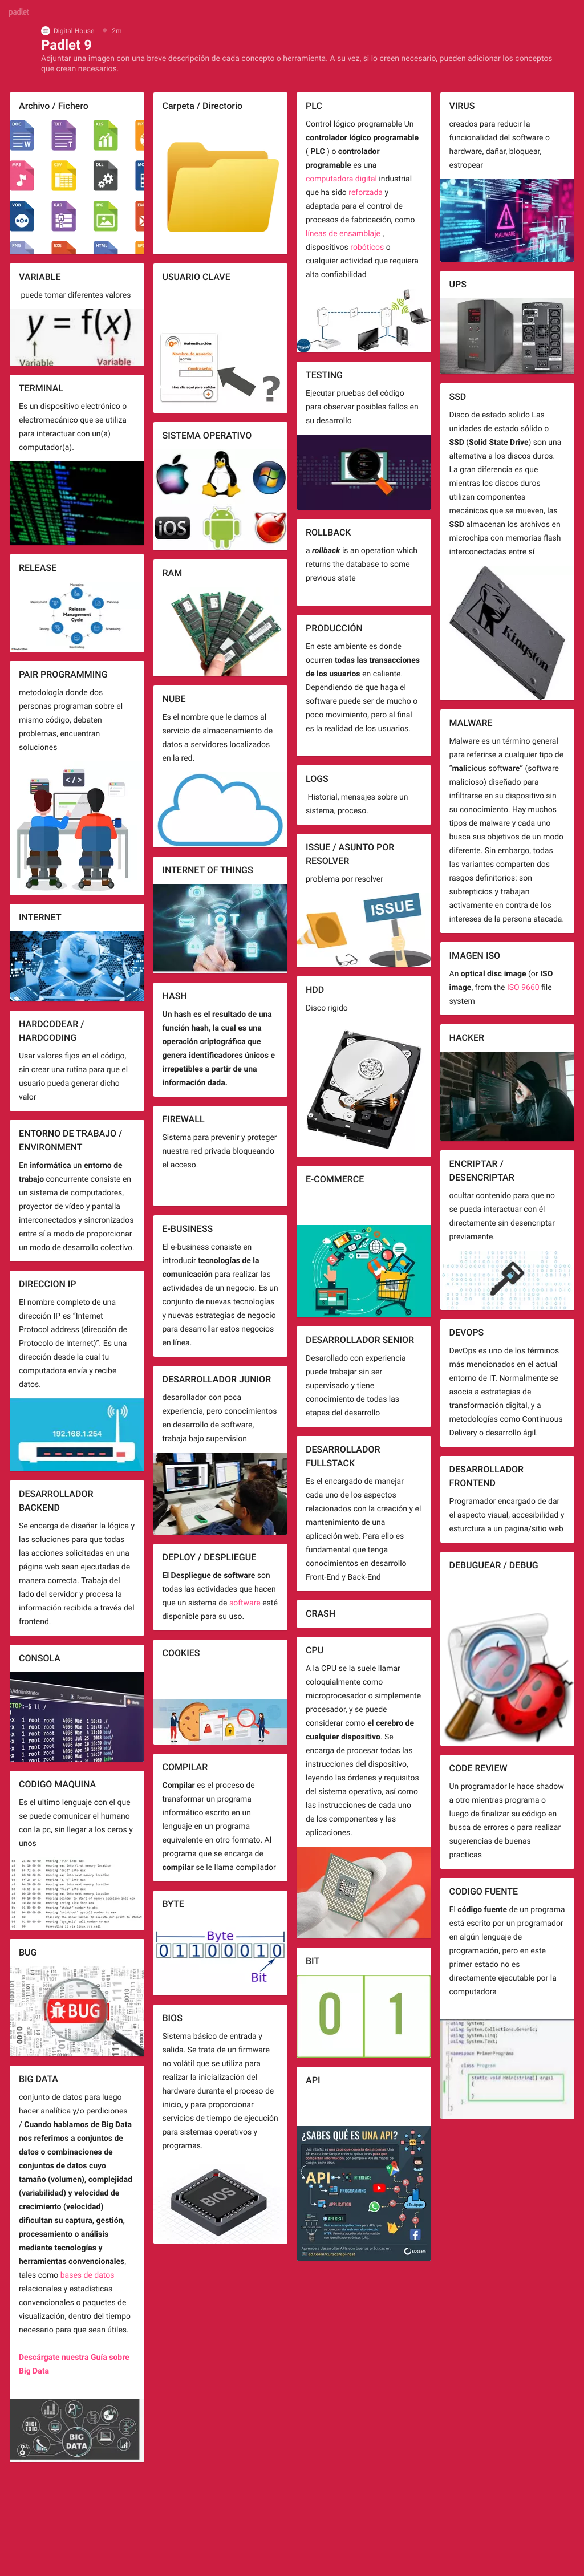 padlet
Digital House 2m
Padlet 9
Adjuntar una imagen con una breve descripción de cada concepto o herramienta. A su vez, si lo creen necesario, pueden adicionar los conceptos
que crean necesarios.
Archivo / Fichero
DOC
TXT
XLS
MP3
DLL
VOB
RAR
JPG
PNG
EXE
HTML
VARIABLE
puede tomar diferentes valores
y = f(x)
Variable Variable
TERMINAL
Es un dispositivo electrónico o
electromecánico que se utiliza
para interactuar con un(a)
computador(a).
RELEASE
Release
Management
Cycle
PAIR PROGRAMMING
metodología donde dos
personas programan sobre el
mismo código, debaten
problemas, encuentran
soluciones
</>
INTERNET
HARDCODEAR /
HARDCODING
Usar valores fijos en el código,
sin crear una rutina para que el
usuario pueda generar dicho
valor
ENTORNO DE TRABAJO /
ENVIRONMENT
En informática un entorno de
trabajo concurrente consiste en
un sistema de computadores,
proyector de vídeo y pantalla
interconectados y sincronizados
entre sí a modo de proporcionar
un modo de desarrollo colectivo.
DIRECCION IP
El nombre completo de una
dirección IP es "Internet
Protocol address (dirección de
Protocolo de Internet)". Es una
dirección desde la cual tu
computadora envía y recibe
datos.
192.168.1.254
DESARROLLADOR
BACKEND
Se encarga de diseñar la lógica y
las soluciones para que todas
las acciones solicitadas en una
página web sean ejecutadas de
manera correcta. Trabaja del
lado del servidor y procesa la
información recibida a través del
frontend.
CONSOLA
CODIGO MAQUINA
Es el ultimo lenguaje con el que
se puede comunicar el humano
con la pc, sin llegar a los ceros y
unos
BUG
BUG
BIG DATA
conjunto de datos para luego
hacer analítica y/o perdiciones
/ Cuando hablamos de Big Data
nos referimos a conjuntos de
datos o combinaciones de
conjuntos de datos cuyo
tamaño (volumen), complejidad
(variabilidad) y velocidad de
crecimiento (velocidad)
dificultan su captura, gestión,
procesamiento o análisis
mediante tecnologías y
herramientas convencionales,
tales como bases de datos
relacionales y estadísticas
convencionales o paquetes de
visualización, dentro del tiempo
necesario para que sean útiles.
Descárgate nuestra Guía sobre
Big Data
BIG
DATA
Carpeta / Directorio
USUARIO CLAVE
Autenticación
Nombre de usuario
admin
Contraseña
?
SISTEMA OPERATIVO
iOS
RAM
NUBE
Es el nombre que le damos al
servicio de almacenamiento de
datos a servidores localizados
en la red.
INTERNET OF THINGS
IOT
HASH
Un hash es el resultado de una
función hash, la cual es una
operación criptográfica que
genera identificadores únicos e
irrepetibles a partir de una
información dada.
FIREWALL
Sistema para prevenir y proteger
nuestra red privada bloqueando
el acceso.
E-BUSINESS
El e-business consiste en
introducir tecnologías de la
comunicación para realizar las
actividades de un negocio. Es un
conjunto de nuevas tecnologías
y nuevas estrategias de negocio
para desarrollar estos negocios
en línea.
DESARROLLADOR JUNIOR
desarollador con poca
experiencia, pero conocimientos
en desarrollo de software,
trabaja bajo supervision
DEPLOY / DESPLIEGUE
El Despliegue de software son
todas las actividades que hacen
que un sistema de software esté
disponible para su uso.
COOKIES
COMPILAR
Compilar es el proceso de
transformar un programa
informático escrito en un
lenguaje en un programa
equivalente en otro formato. Al
programa que se encarga de
compilar se le llama compilador
BYTE
Byte
0 1 1 0 0 0 1 0
Bit
BIOS
Sistema básico de entrada y
salida. Se trata de un firmware
no volátil que se utiliza para
realizar la inicialización del
hardware durante el proceso de
inicio, y para proporcionar
servicios de tiempo de ejecución
para sistemas operativos y
programas.
BIOS
PLC
Control lógico programable Un
controlador lógico programable
( PLC ) o controlador
programable es una
computadora digital industrial
que ha sido reforzada y
adaptada para el control de
procesos de fabricación, como
líneas de ensamblaje ,
dispositivos robóticos o
cualquier actividad que requiera
alta confiabilidad
TESTING
Ejecutar pruebas del código
para observar posibles fallos en
su desarrollo
ROLLBACK
a rollback is an operation which
returns the database to some
previous state
PRODUCCIÓN
En este ambiente es donde
ocurren todas las transacciones
de los usuarios en caliente.
Dependiendo de que haga el
software puede ser de mucho o
poco movimiento, pero al final
es la realidad de los usuarios.
LOGS
Historial, mensajes sobre un
sistema, proceso.
ISSUE / ASUNTO POR
RESOLVER
problema por resolver
ISSUE
HDD
Disco rigido
E-COMMERCE
DESARROLLADOR SENIOR
Desarollado con experiencia
puede trabajar sin ser
supervisado y tiene
conocimiento de todas las
etapas del desarrollo
DESARROLLADOR
FULLSTACK
Es el encargado de manejar
cada uno de los aspectos
relacionados con la creación y el
mantenimiento de una
aplicación web. Para ello es
fundamental que tenga
conocimientos en desarrollo
Front-End y Back-End
CRASH
CPU
A la CPU se la suele llamar
coloquialmente como
microprocesador o simplemente
procesador, y se puede
considerar como el cerebro de
cualquier dispositivo. Se
encarga de procesar todas las
instrucciones del dispositivo,
leyendo las órdenes y requisitos
del sistema operativo, así como
las instrucciones de cada uno
de los componentes y las
aplicaciones.
BIT
0 1
API
¿SABES QUÉ ES UNA API?
API
INTERFACE
PROGRAMMING
APPLICATION
API REST
EDteam
VIRUS
creados para reducir la
funcionalidad del software o
hardware, dañar, bloquear,
estropear
MALWARE
UPS
SSD
Disco de estado solido Las
unidades de estado sólido o
SSD (Solid State Drive) son una
alternativa a los discos duros.
La gran diferencia es que
mientras los discos duros
utilizan componentes
mecánicos que se mueven, las
SSD almacenan los archivos en
microchips con memorias flash
interconectadas entre sí
Kingston
MALWARE
Malware es un término general
para referirse a cualquier tipo de
"malicious software" (software
malicioso) diseñado para
infiltrarse en su dispositivo sin
su conocimiento. Hay muchos
tipos de malware y cada uno
busca sus objetivos de un modo
diferente. Sin embargo, todas
las variantes comparten dos
rasgos definitorios: son
subrepticios y trabajan
activamente en contra de los
intereses de la persona atacada.
IMAGEN ISO
An optical disc image (or ISO
image, from the ISO 9660 file
system
HACKER
ENCRIPTAR /
DESENCRIPTAR
ocultar contenido para que no
se pueda interactuar con él
directamente sin desencriptar
previamente.
DEVOPS
DevOps es uno de los términos
más mencionados en el actual
entorno de IT. Normalmente se
asocia a estrategias de
transformación digital, y a
metodologías como Continuous
Delivery o desarrollo ágil.
DESARROLLADOR
FRONTEND
Programador encargado de dar
el aspecto visual, accesibilidad y
esturctura a un pagina/sitio web
DEBUGUEAR / DEBUG
CODE REVIEW
Un programador le hace shadow
a otro mientras programa o
luego de finalizar su código en
busca de errores o para realizar
sugerencias de buenas
practicas
CODIGO FUENTE
El código fuente de un programa
está escrito por un programador
en algún lenguaje de
programación, pero en este
primer estado no es
directamente ejecutable por la
computadora
using System;
using System.Collections.Generic;
using System.Linq;
using System.Text;
namespace PrimerPrograma
class Program
static void Main(string[] args)